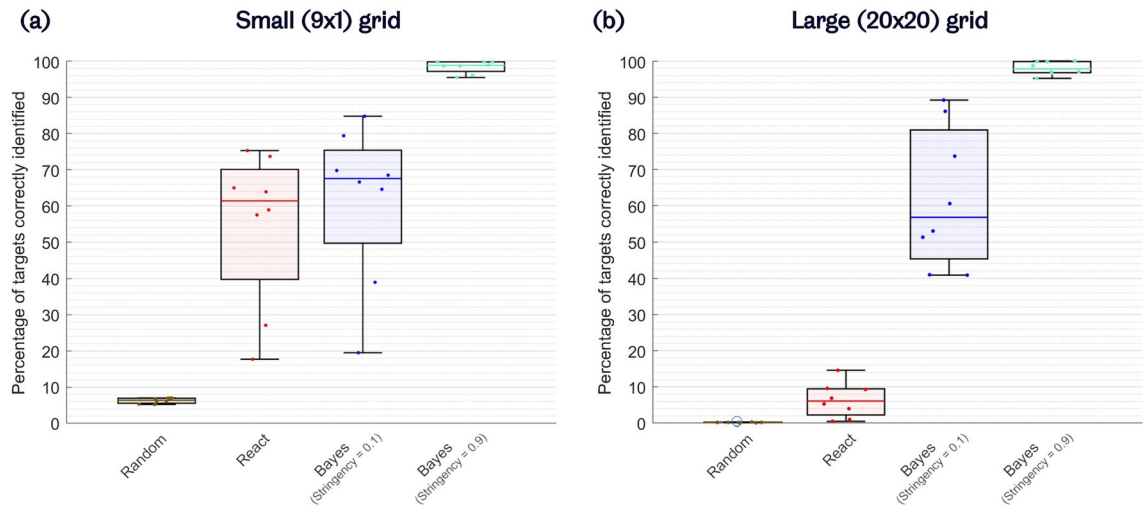 (a) Small (9x1) grid
Percentage of targets correctly identified
100
90
80
70
60
50
40
30
20
10
0
Random
React
Bayes
(Stringency = 0.1)
Bayes
(Stringency = 0.9)
(b) Large (20x20) grid
Percentage of targets correctly identified
100
90
80
70
60
50
40
30
20
10
0
Random
React
Bayes
(Stringency = 0.1)
Bayes
(Stringency = 0.9)